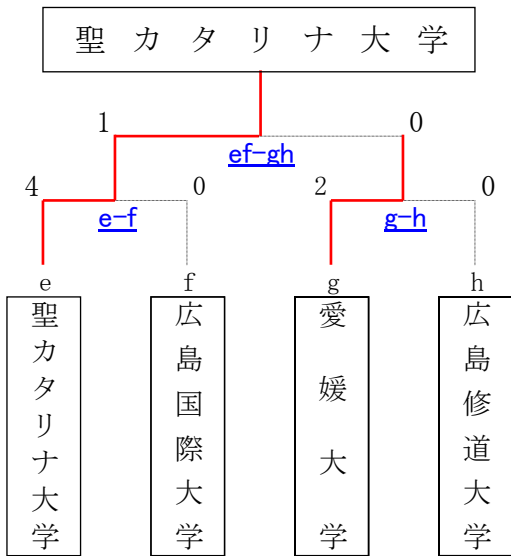 聖カタリナ大学
1 0
ef-gh
4 0 2 0
e-f g-h
e f g h
聖カタリナ大学
広島国際大学
愛媛大学
広島修道大学